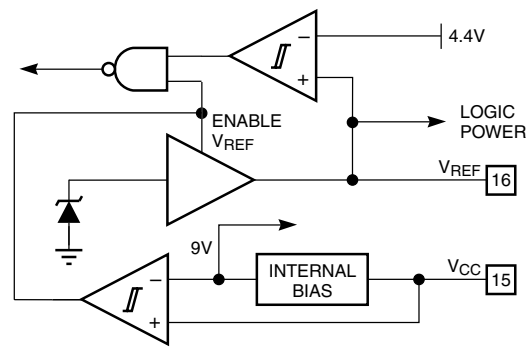 −
4.4V
+
ENABLE
VREF
LOGIC
POWER
VREF
16
9V
−
INTERNAL
BIAS
VCC
15
+